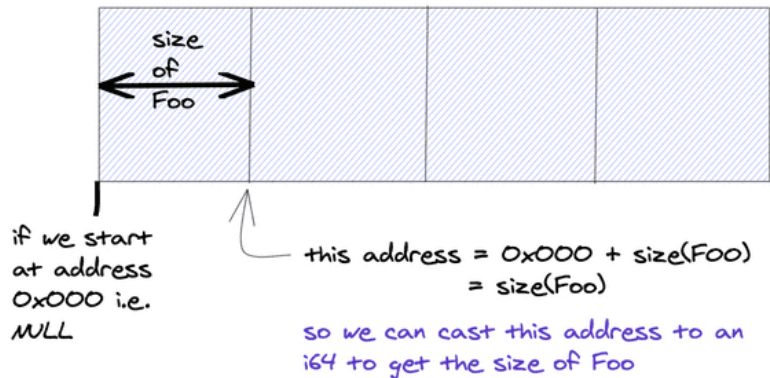 size
of
Foo
if we start
at address
0x000 i.e.
NULL
this address = 0x000 + size(Foo)
= size(Foo)
so we can cast this address to an
i64 to get the size of Foo